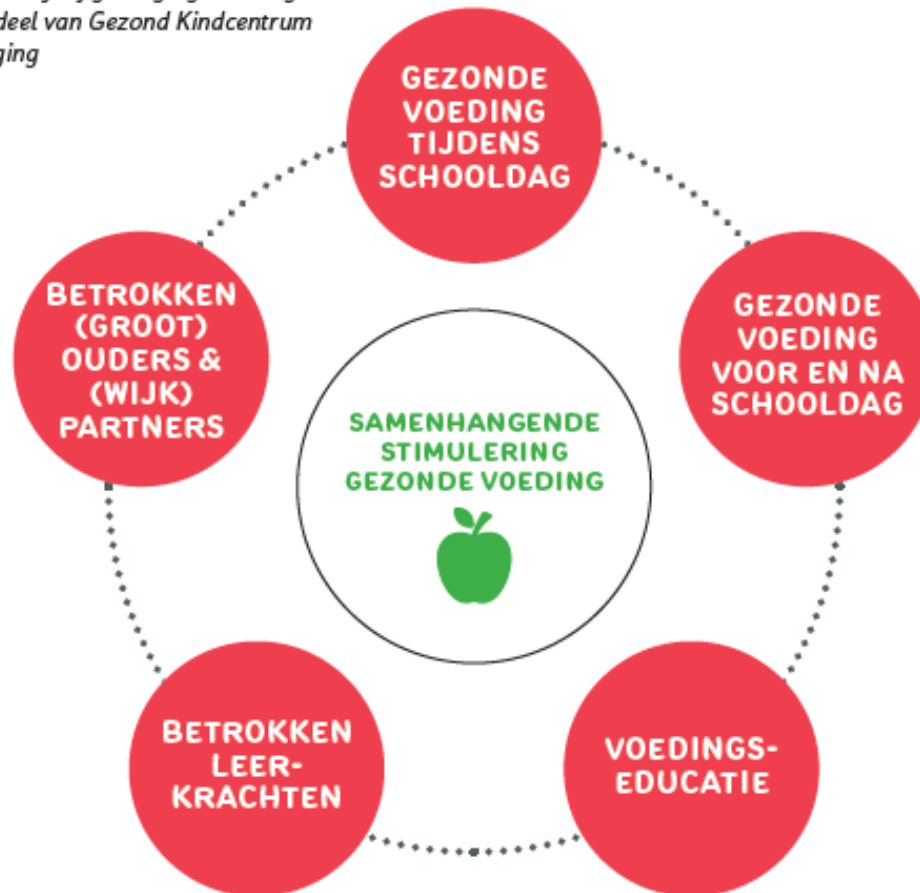 deel van Gezond Kindcentrum
ging
GEZONDE
VOEDING
TIJDENS
SCHOOLDAG
BETROKKEN
(GROOT)
OUDERS &
(WIJK)
PARTNERS
GEZONDE
VOEDING
VOOR EN NA
SCHOOLDAG
SAMENHANGENDE
STIMULERING
GEZONDE VOEDING
BETROKKEN
LEER-
KRACHTEN
VOEDINGS-
EDUCATIE